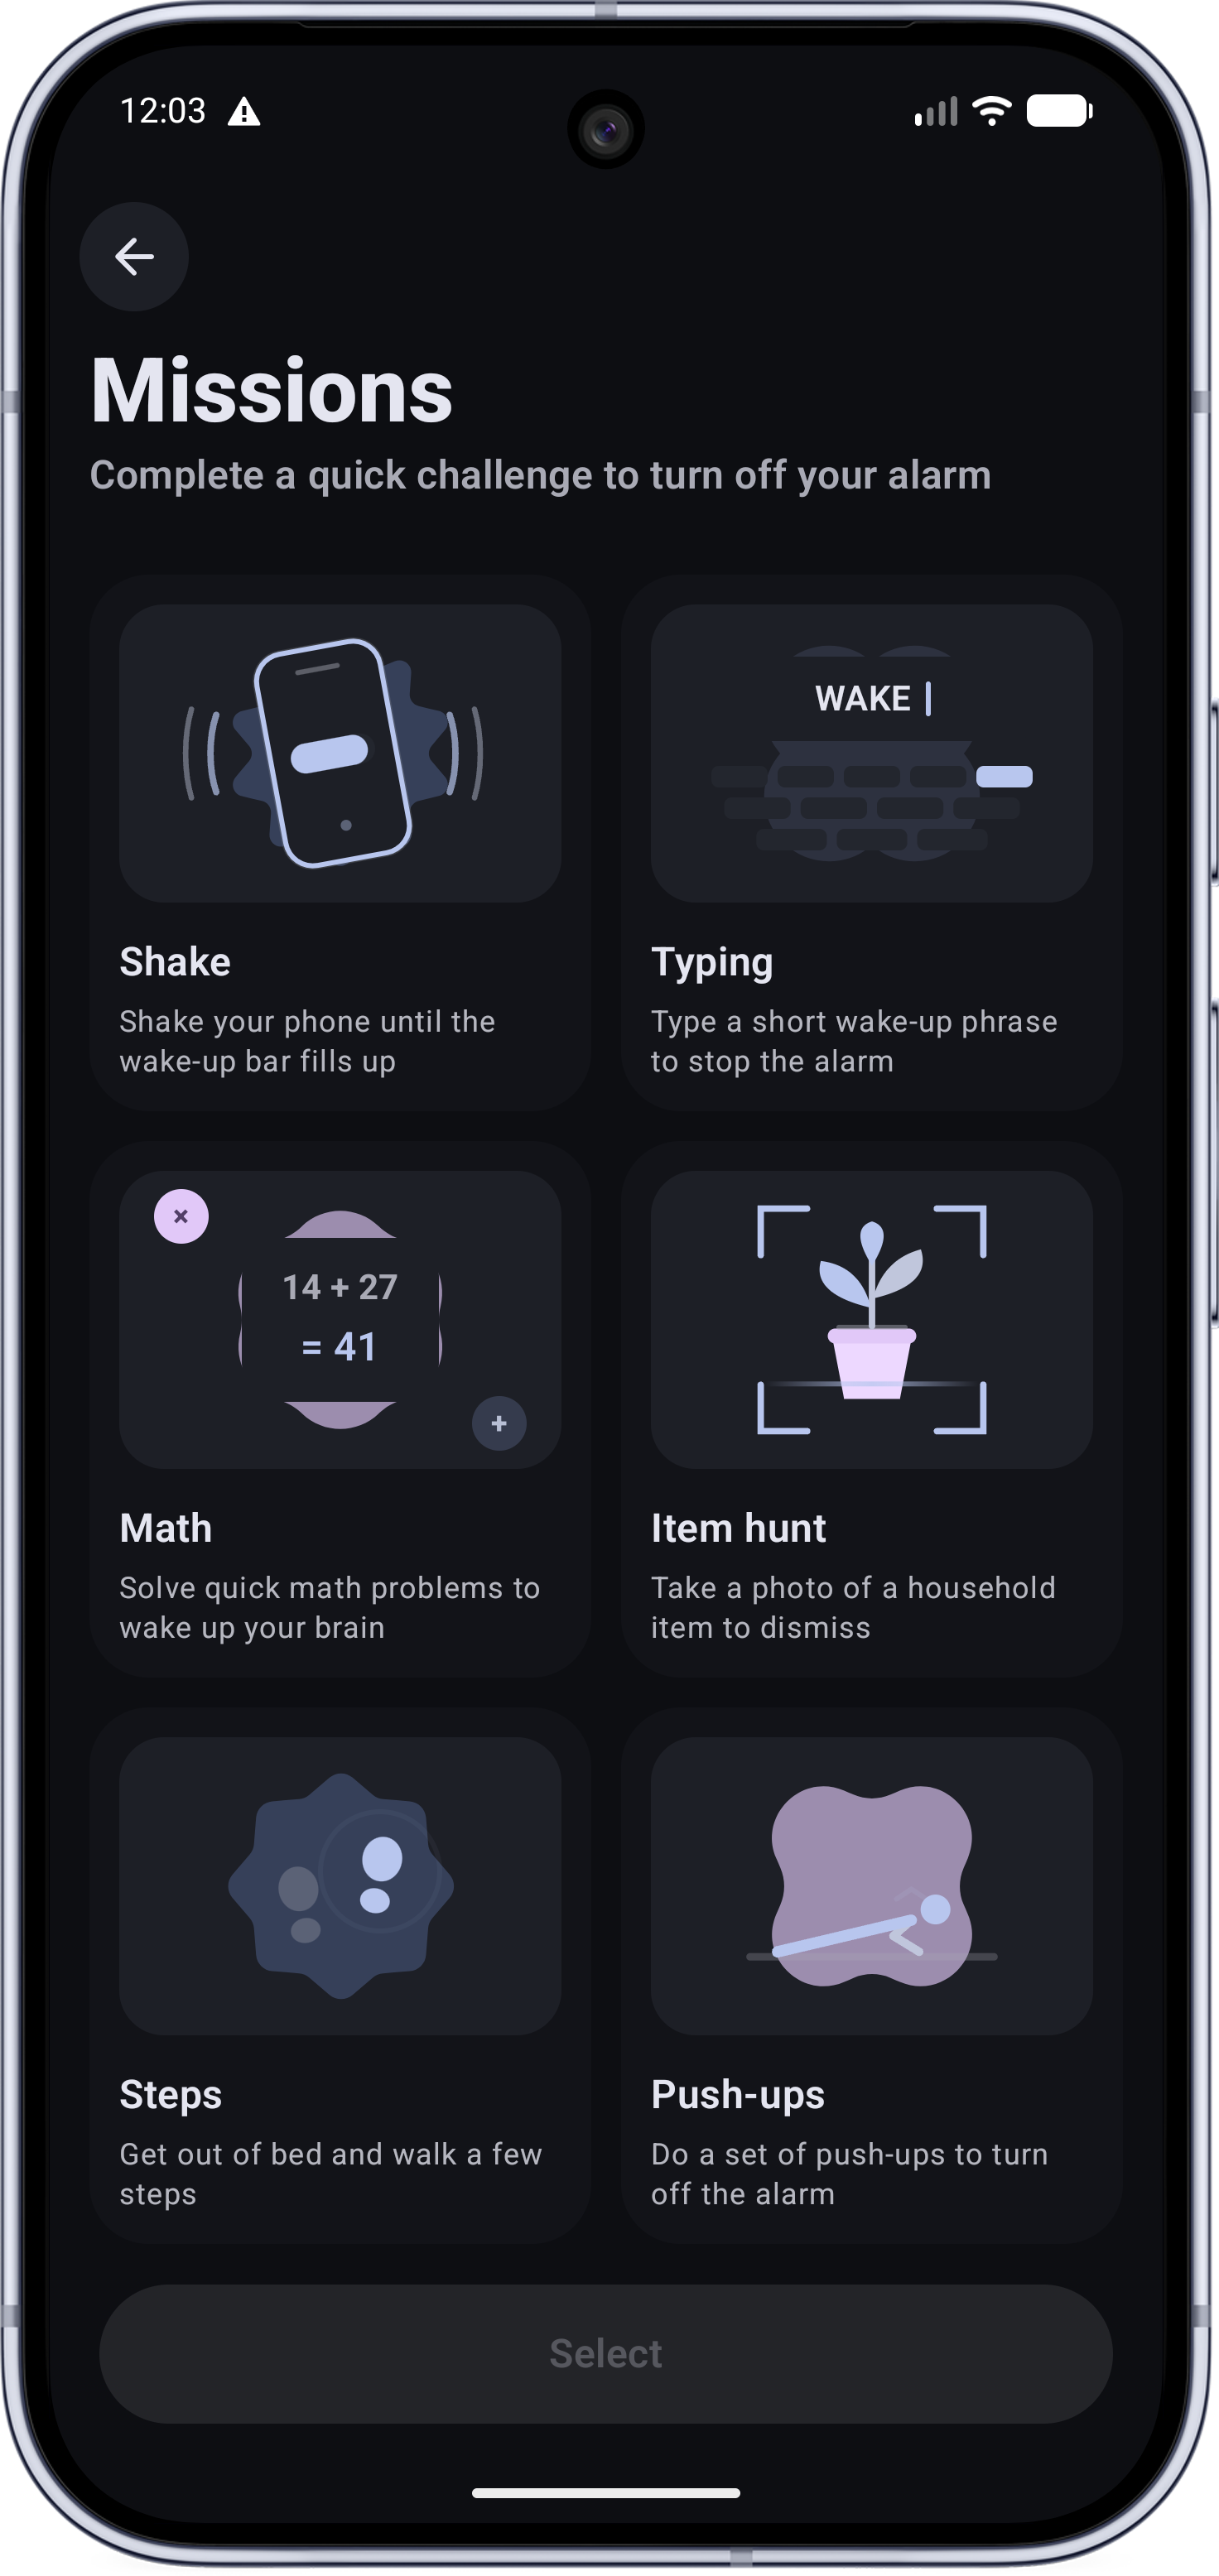 12:03
Missions
Complete a quick challenge to turn off your alarm
WAKE
Shake
Shake your phone until the
wake-up bar fills up
Typing
Type a short wake-up phrase
to stop the alarm
×
14 + 27
= 41
+
Math
Solve quick math problems to
wake up your brain
Item hunt
Take a photo of a household
item to dismiss
Steps
Get out of bed and walk a few
steps
Push-ups
Do a set of push-ups to turn
off the alarm
Select